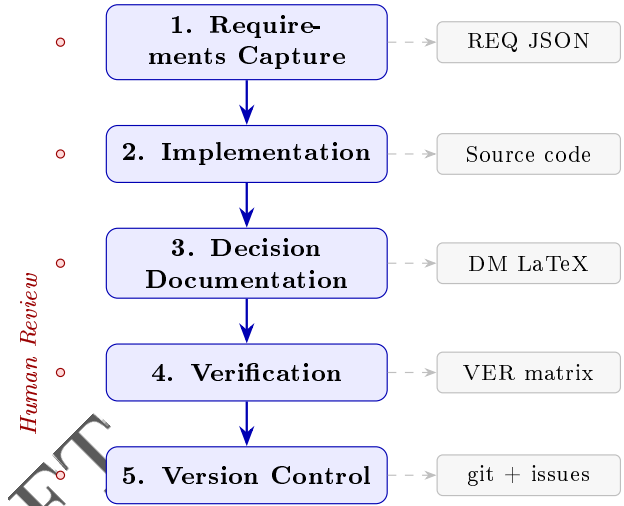 1. Require-
ments Capture
REQ JSON
2. Implementation
Source code
3. Decision
Documentation
DM LaTeX
Human Review
4. Verification
VER matrix
5. Version Control
git + issues